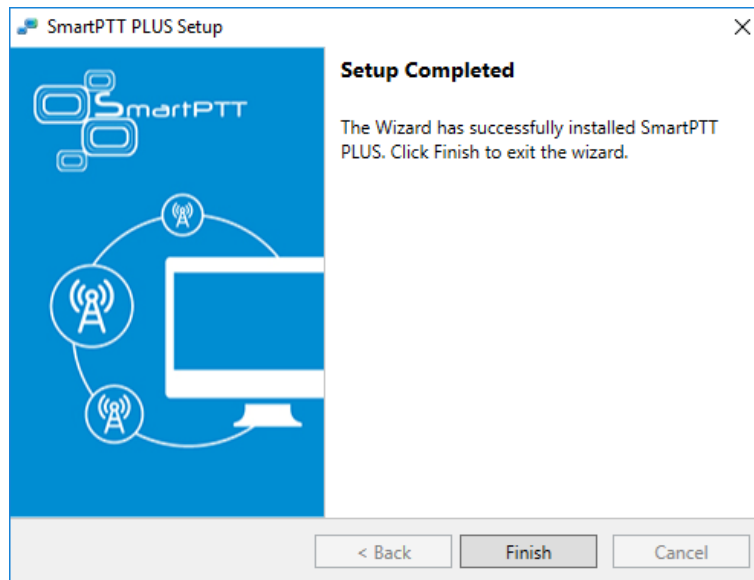 SmartPTT PLUS Setup
SmartPTT
Setup Completed
The Wizard has successfully installed SmartPTT
PLUS. Click Finish to exit the wizard.
< Back Finish Cancel